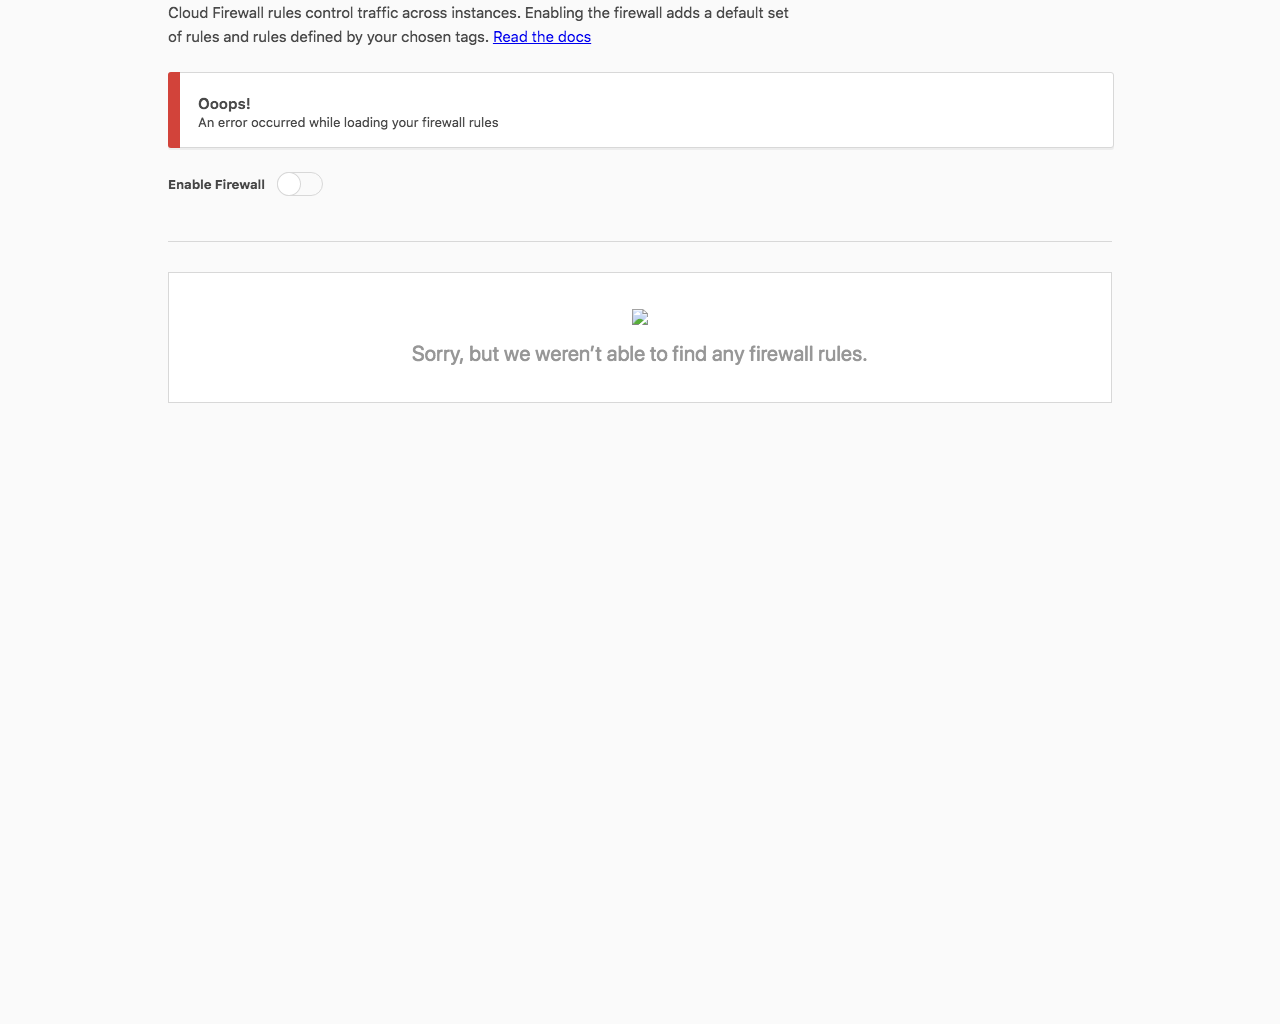 Cloud Firewall rules control traffic across instances. Enabling the firewall adds a default set
of rules and rules defined by your chosen tags. Read the docs
Ooops!
An error occurred while loading your firewall rules
Enable Firewall
Sorry, but we weren’t able to find any firewall rules.